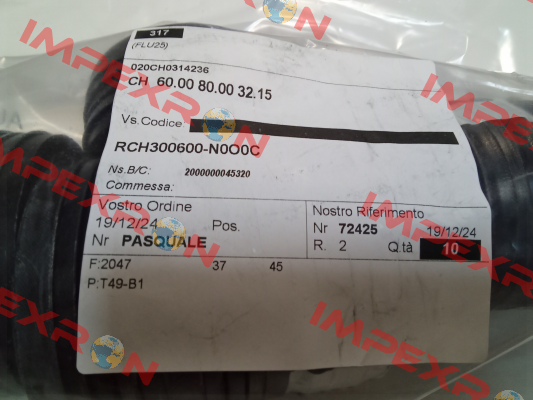 317
(FLU25)
020CH0314236
CH 60.00 80.00 32.15
Vs.Codice
RCH300600-N0O0C
Ns.B/C: 2000000045320
Commessa:
Vostro Ordine
19/12/24 Pos.
Nr PASQUALE
Nostro Riferimento
Nr 72425 19/12/24
R. 2 Q.tà 10
F:2047 37 45
P:T49-B1
IMPEXRON
IMPEXRON
IMPEXRON
IMPEXRON
IMPEXRON